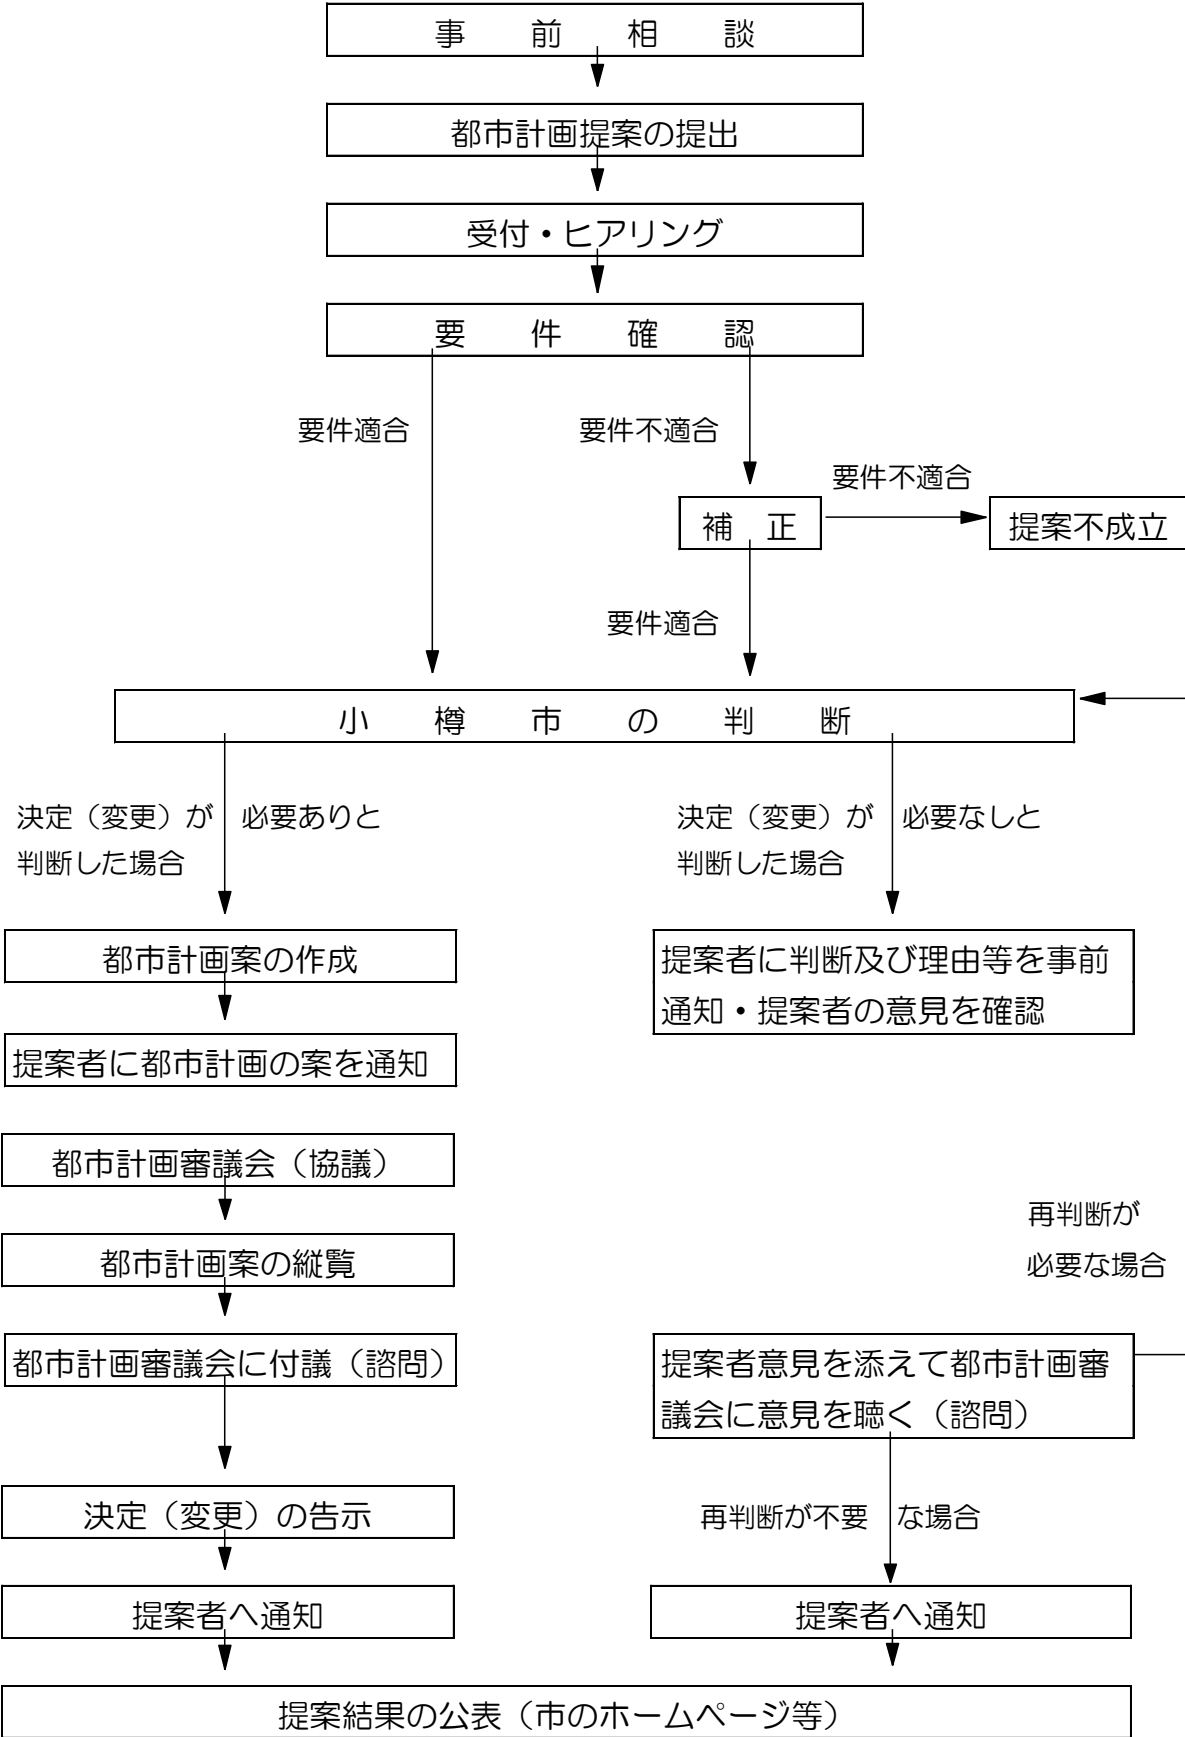 事前相談
都市計画提案の提出
受付・ヒアリング
要件確認
要件適合
要件不適合
要件不適合
補正
提案不成立
要件適合
小樽市の判断
決定（変更）が必要ありと
判断した場合
決定（変更）が必要なしと
判断した場合
都市計画案の作成
提案者に都市計画の案を通知
提案者に判断及び理由等を事前
通知・提案者の意見を確認
都市計画審議会（協議）
都市計画案の縦覧
都市計画審議会に付議（諮問）
再判断が
必要な場合
提案者意見を添えて都市計画審
議会に意見を聴く（諮問）
決定（変更）の告示
再判断が不要な場合
提案者へ通知
提案者へ通知
提案結果の公表（市のホームページ等）